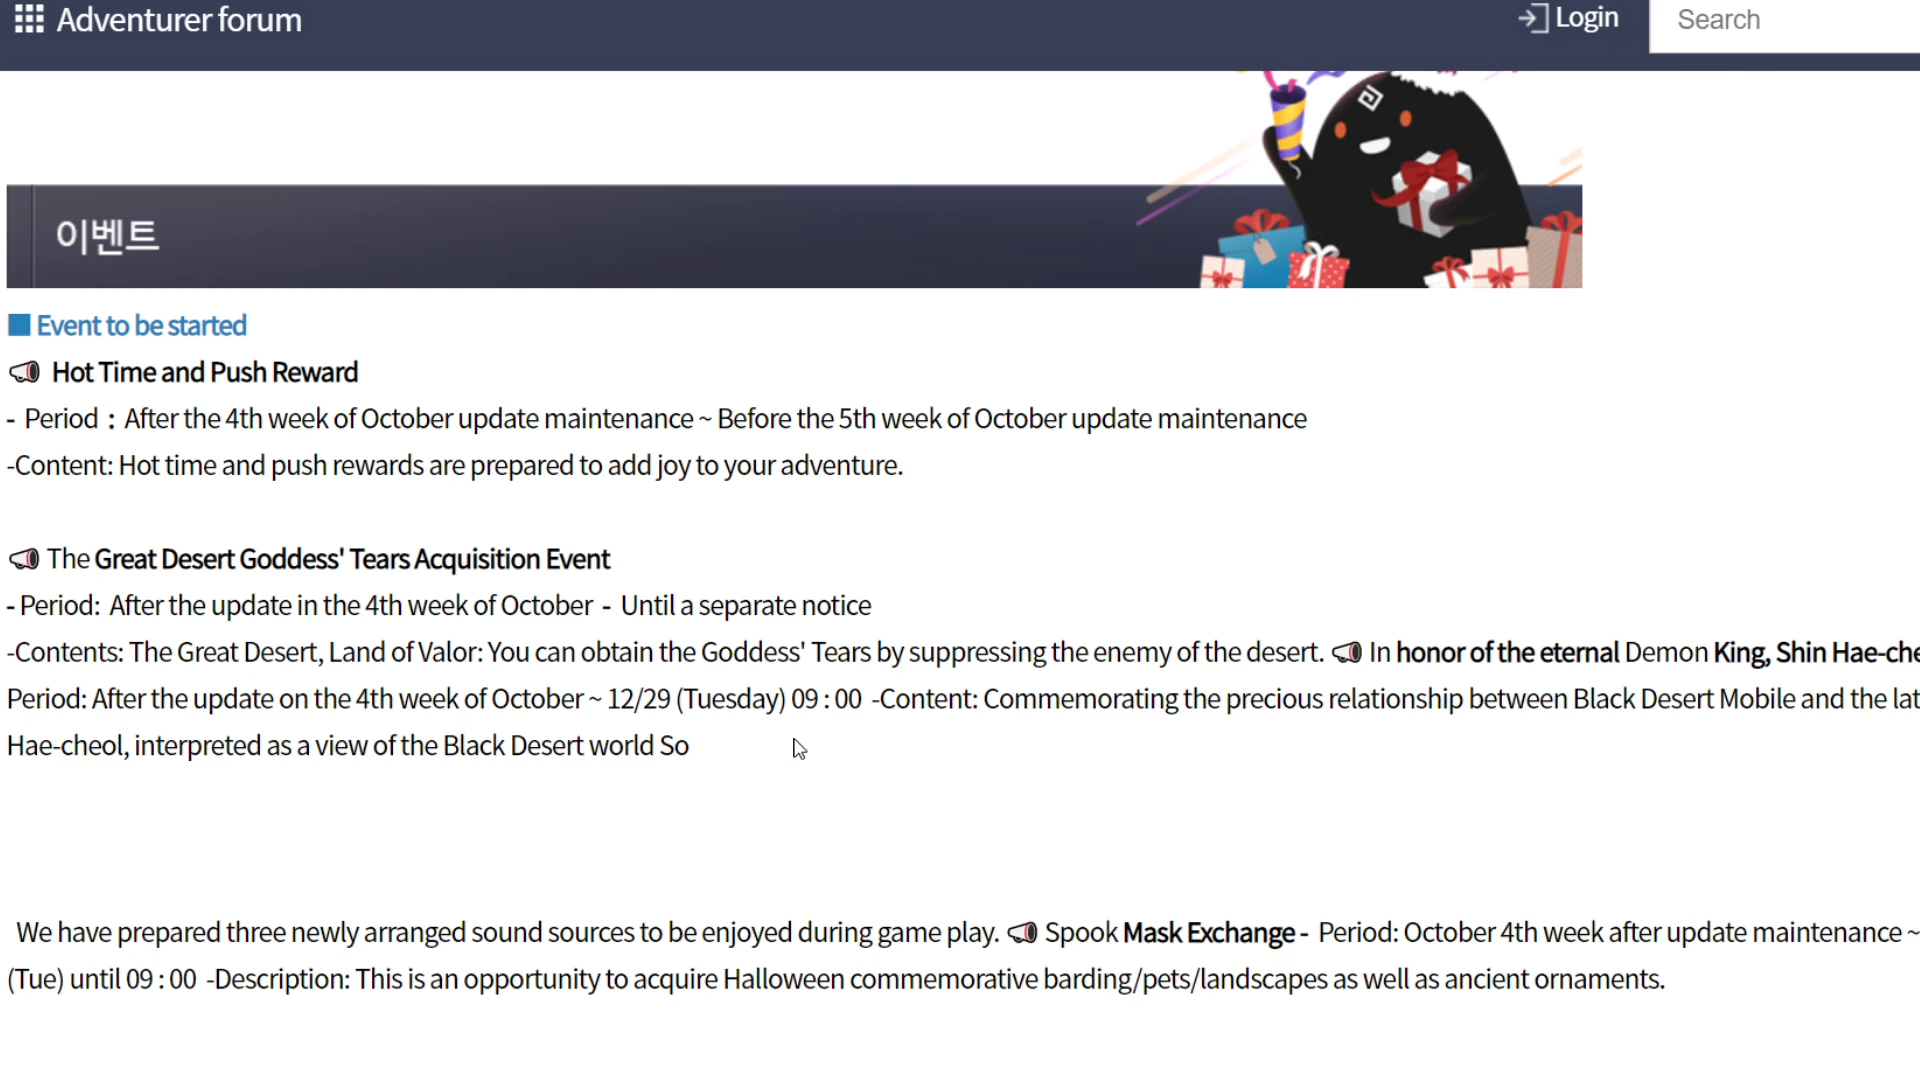 Adventurer forum
Login
Search
이벤트
Event to be started
Hot Time and Push Reward
- Period : After the 4th week of October update maintenance ~ Before the 5th week of October update maintenance
-Content: Hot time and push rewards are prepared to add joy to your adventure.
The Great Desert Goddess' Tears Acquisition Event
- Period: After the update in the 4th week of October - Until a separate notice
-Contents: The Great Desert, Land of Valor: You can obtain the Goddess' Tears by suppressing the enemy of the desert. In honor of the eternal Demon King, Shin
Period: After the update on the 4th week of October ~ 12/29 (Tuesday) 09 : 00 -Content: Commemorating the precious relationship between Black Desert Mobile and the
Hae-cheol, interpreted as a view of the Black Desert world So
We have prepared three newly arranged sound sources to be enjoyed during game play. Spook Mask Exchange - Period: October 4th week after update maintenance ~
(Tue) until 09 : 00 -Description: This is an opportunity to acquire Halloween commemorative barding/pets/landscapes as well as ancient ornaments.